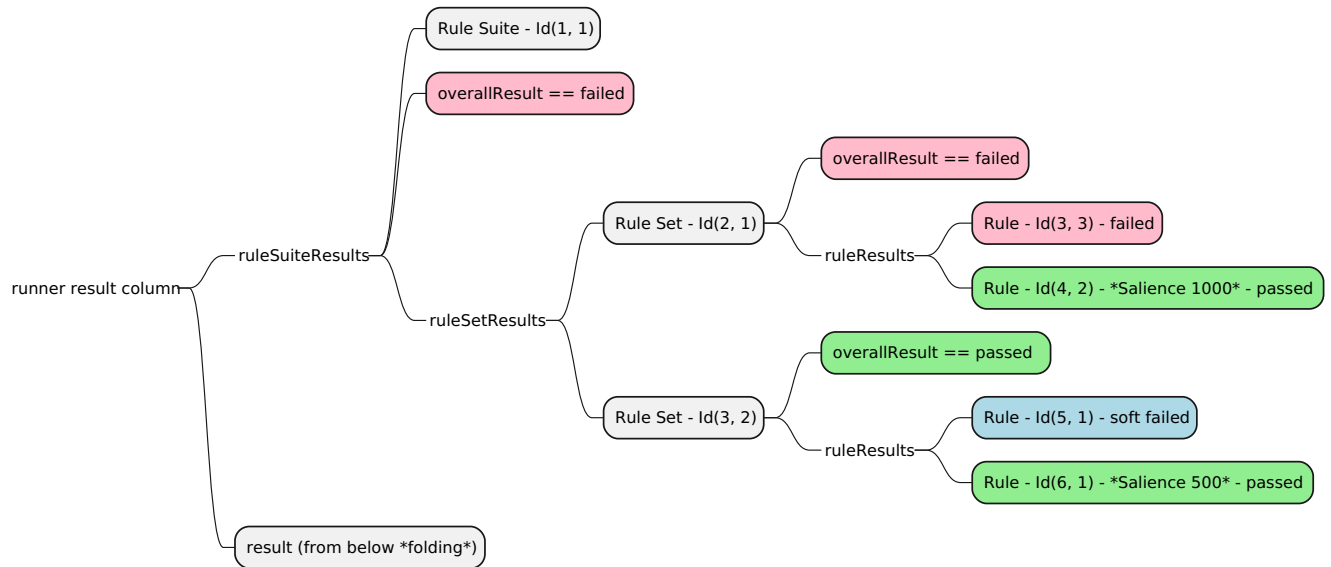 Rule Suite - Id(1, 1)
overallResult == failed
overallResult == failed
Rule Set - Id(2, 1)
Rule - Id(3, 3) - failed
ruleSuiteResults
ruleResults
Rule - Id(4, 2) - *Salience 1000* - passed
runner result column
ruleSetResults
overallResult == passed
Rule Set - Id(3, 2)
Rule - Id(5, 1) - soft failed
ruleResults
Rule - Id(6, 1) - *Salience 500* - passed
result (from below *folding*)